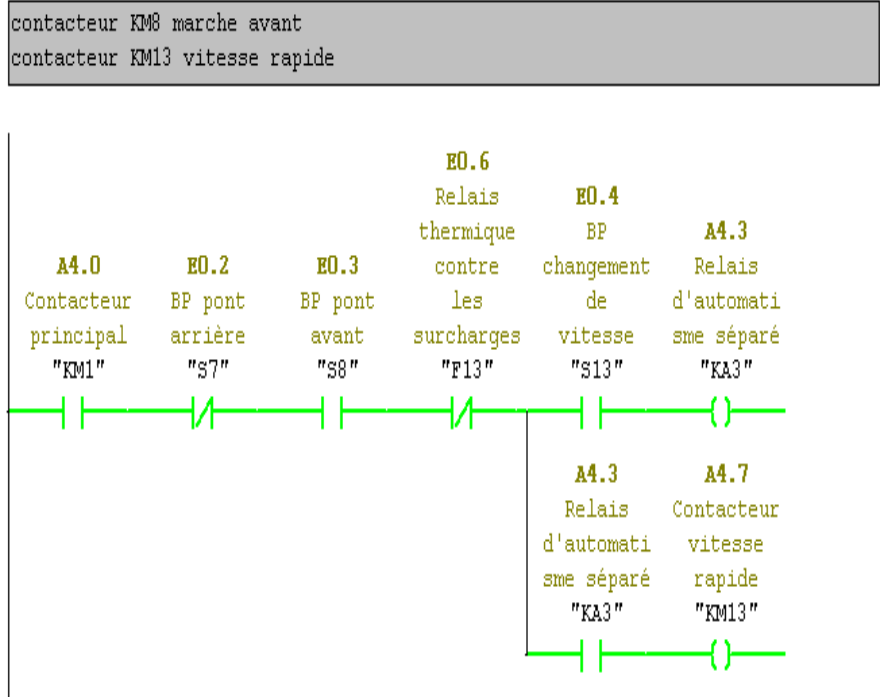 contacteur KM8 marche avant
contacteur KM13 vitesse rapide
A4.0
Contacteur
principal
"KM1"
E0.2
BP pont
arrière
"S7"
E0.3
BP pont
avant
"S8"
E0.6
Relais
thermique
contre
les
surcharges
"F13"
E0.4
BP
changement
de
vitesse
"S13"
A4.3
Relais
d'automati
sme séparé
"KA3"
A4.3
Relais
d'automati
sme séparé
"KA3"
A4.7
Contacteur
vitesse
rapide
"KM13"